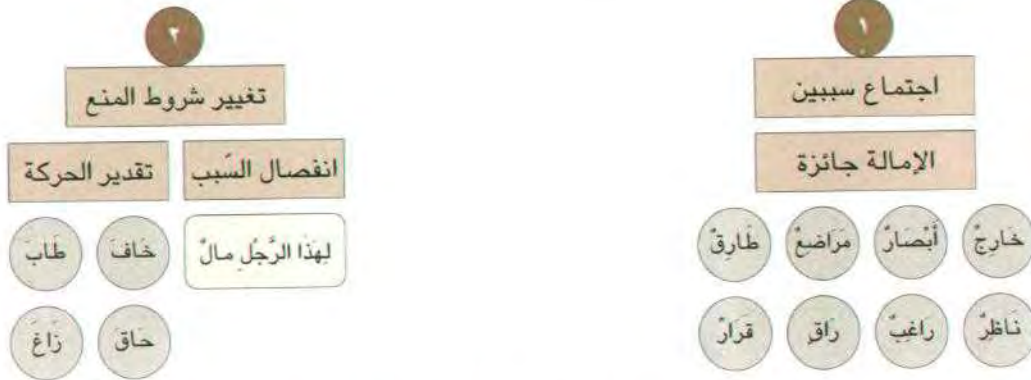 ١
اجتماع سببين
الإمالة جائزة
خَارِجٌ أَبْصَارٌ مَرَاضِعٌ طَارِقٌ
نَاظِرٌ رَاغِبٌ رَاقٍ قرَارٌ
٢
تغيير شروط المنع
انفصال السّبب تقدير الحركة
لِهَذَا الرَّجُلِ مالٌ خَافَ طَابَ
حَاقَ زَاغَ